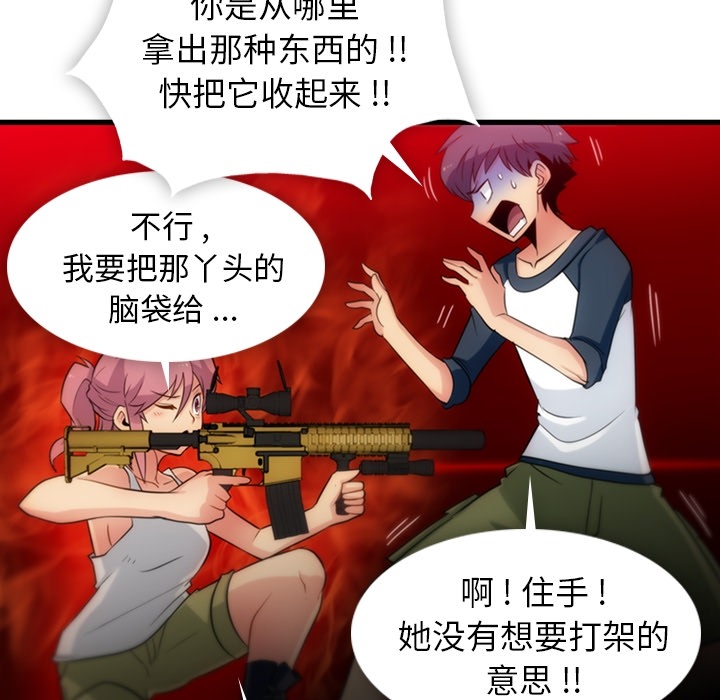 你是从哪里
拿出那种东西的!!
快把它收起来!!
不行,
我要把那丫头的
脑袋给...
啊!住手!
她没有想要打架的
意思!!